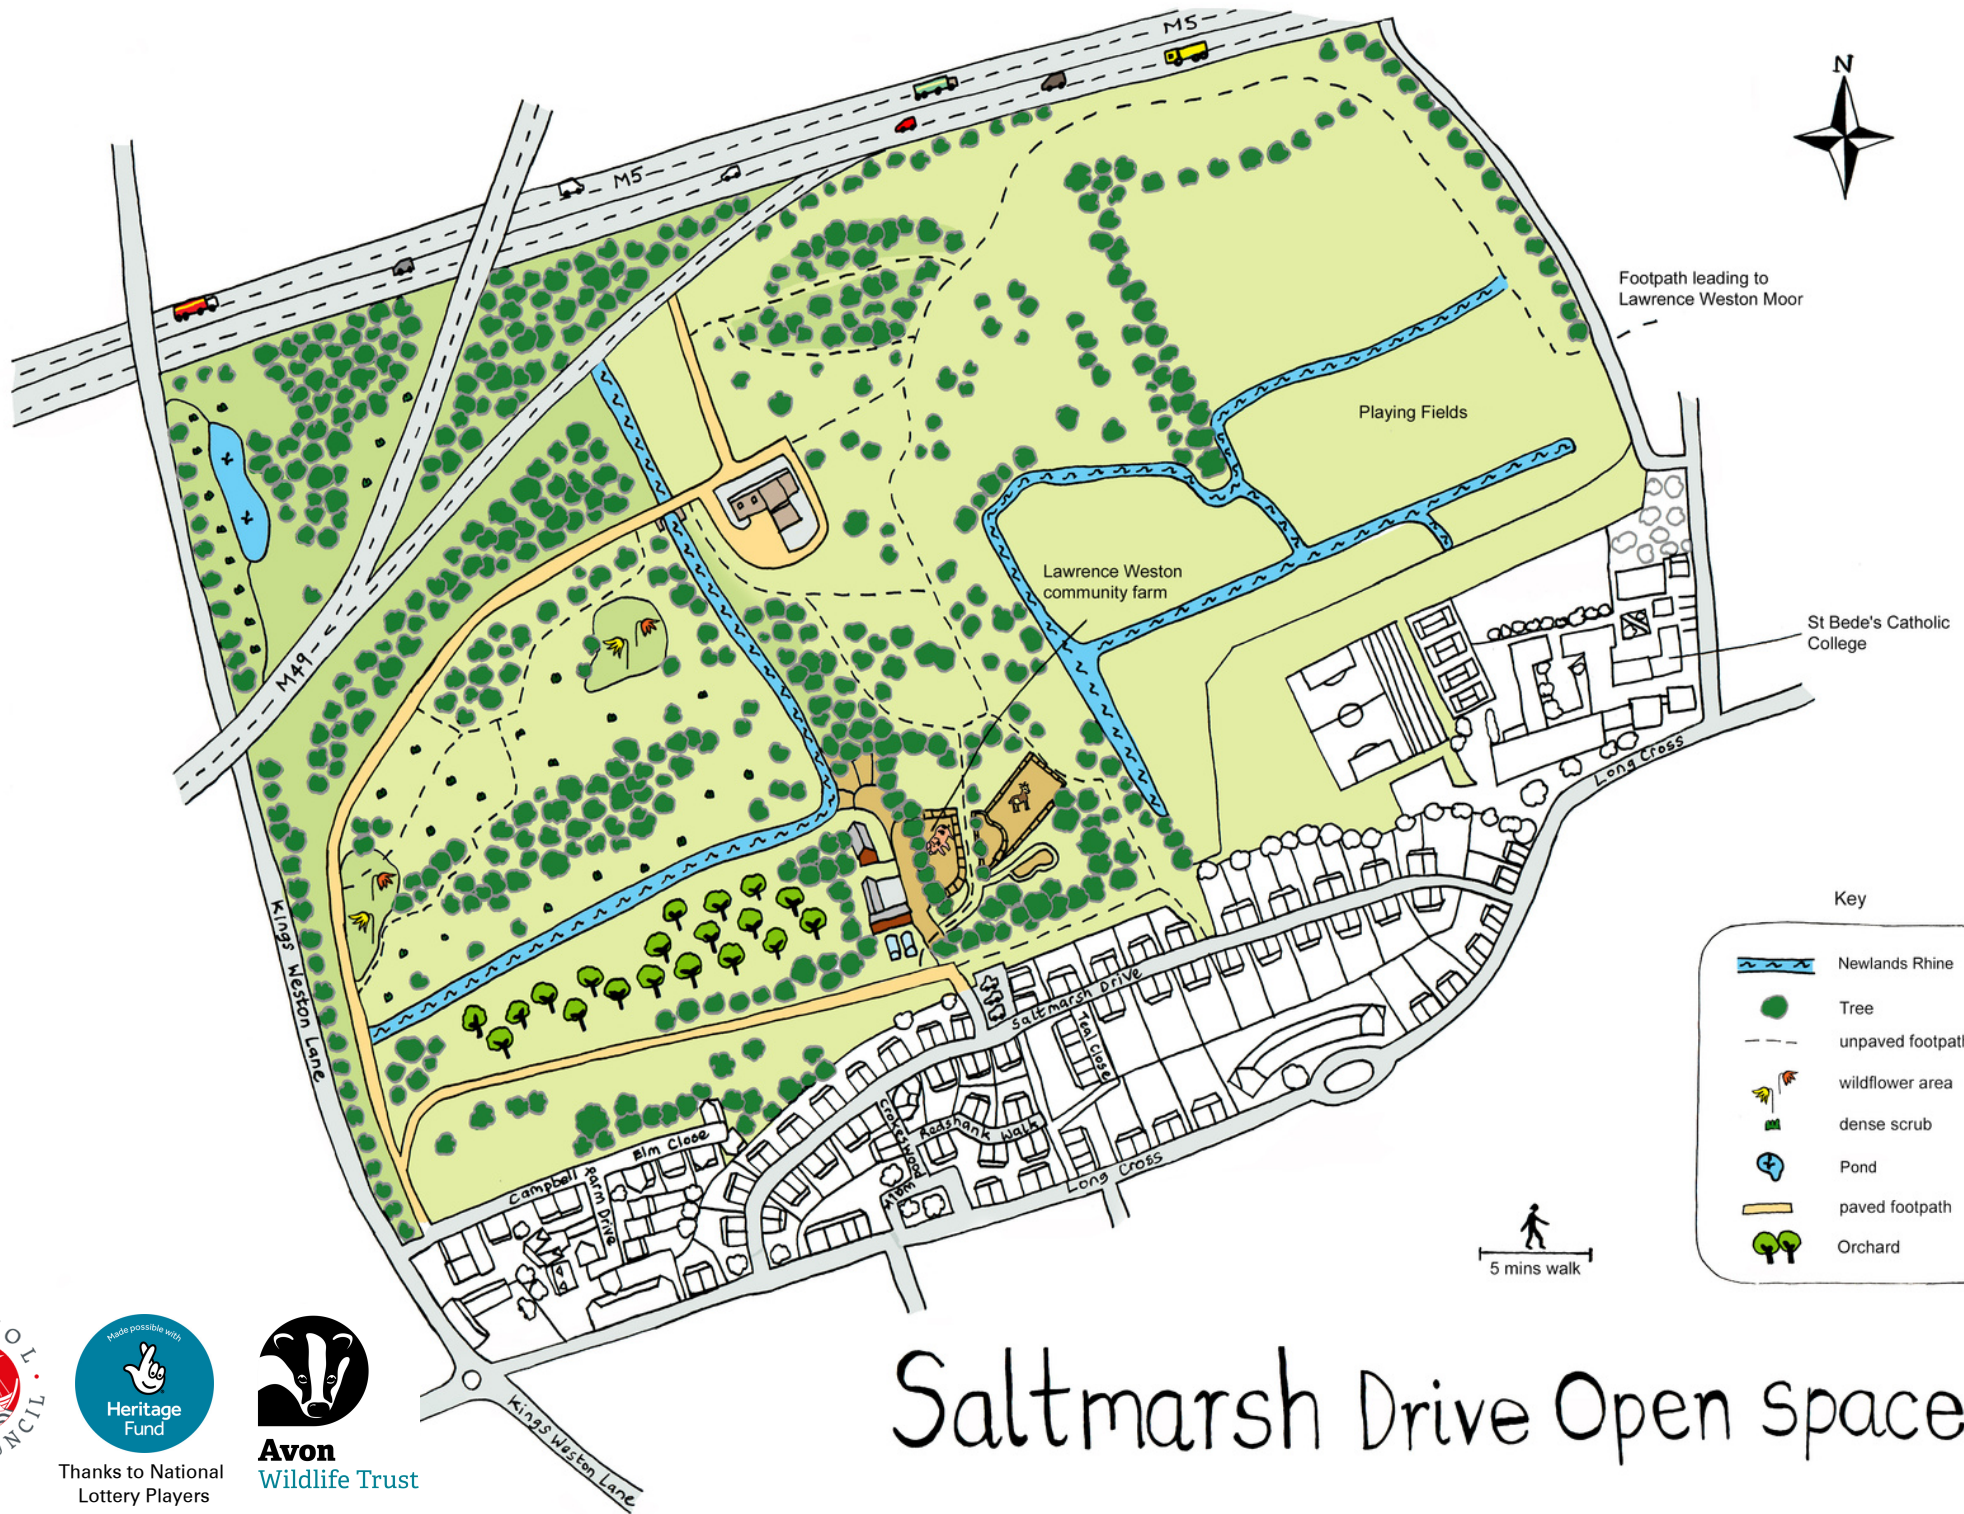 M5
N
M5
Footpath leading to
Lawrence Weston Moor
Playing Fields
Lawrence Weston
community farm
St Bede's Catholic
College
M49
Long Cross
Kings Weston Lane
Key
Newlands Rhine
Tree
unpaved footpat
wildflower area
dense scrub
Pond
paved footpath
Orchard
Saltmarsh Drive
Teal Close
Crokeswood
Walk
Redshank Walk
Elm Close
Campbell
Farm Drive
Long Cross
5 mins walk
Made possible with
Heritage
Fund
Thanks to National
Lottery Players
Avon
Wildlife Trust
Kings Weston Lane
Saltmarsh Drive Open Space